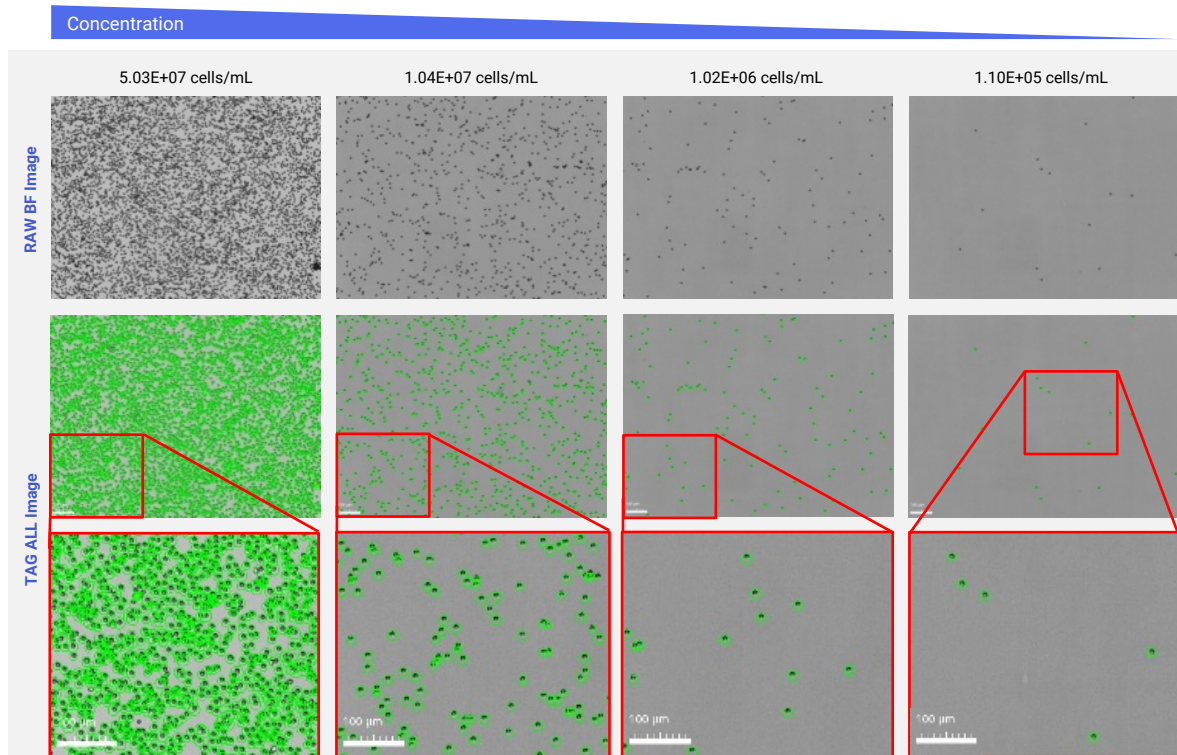 Concentration
5.03E+07 cells/mL
1.04E+07 cells/mL
1.02E+06 cells/mL
1.10E+05 cells/mL
RAW BF Image
TAG ALL Image
00 μm
100 μm
100 μm
100 μm